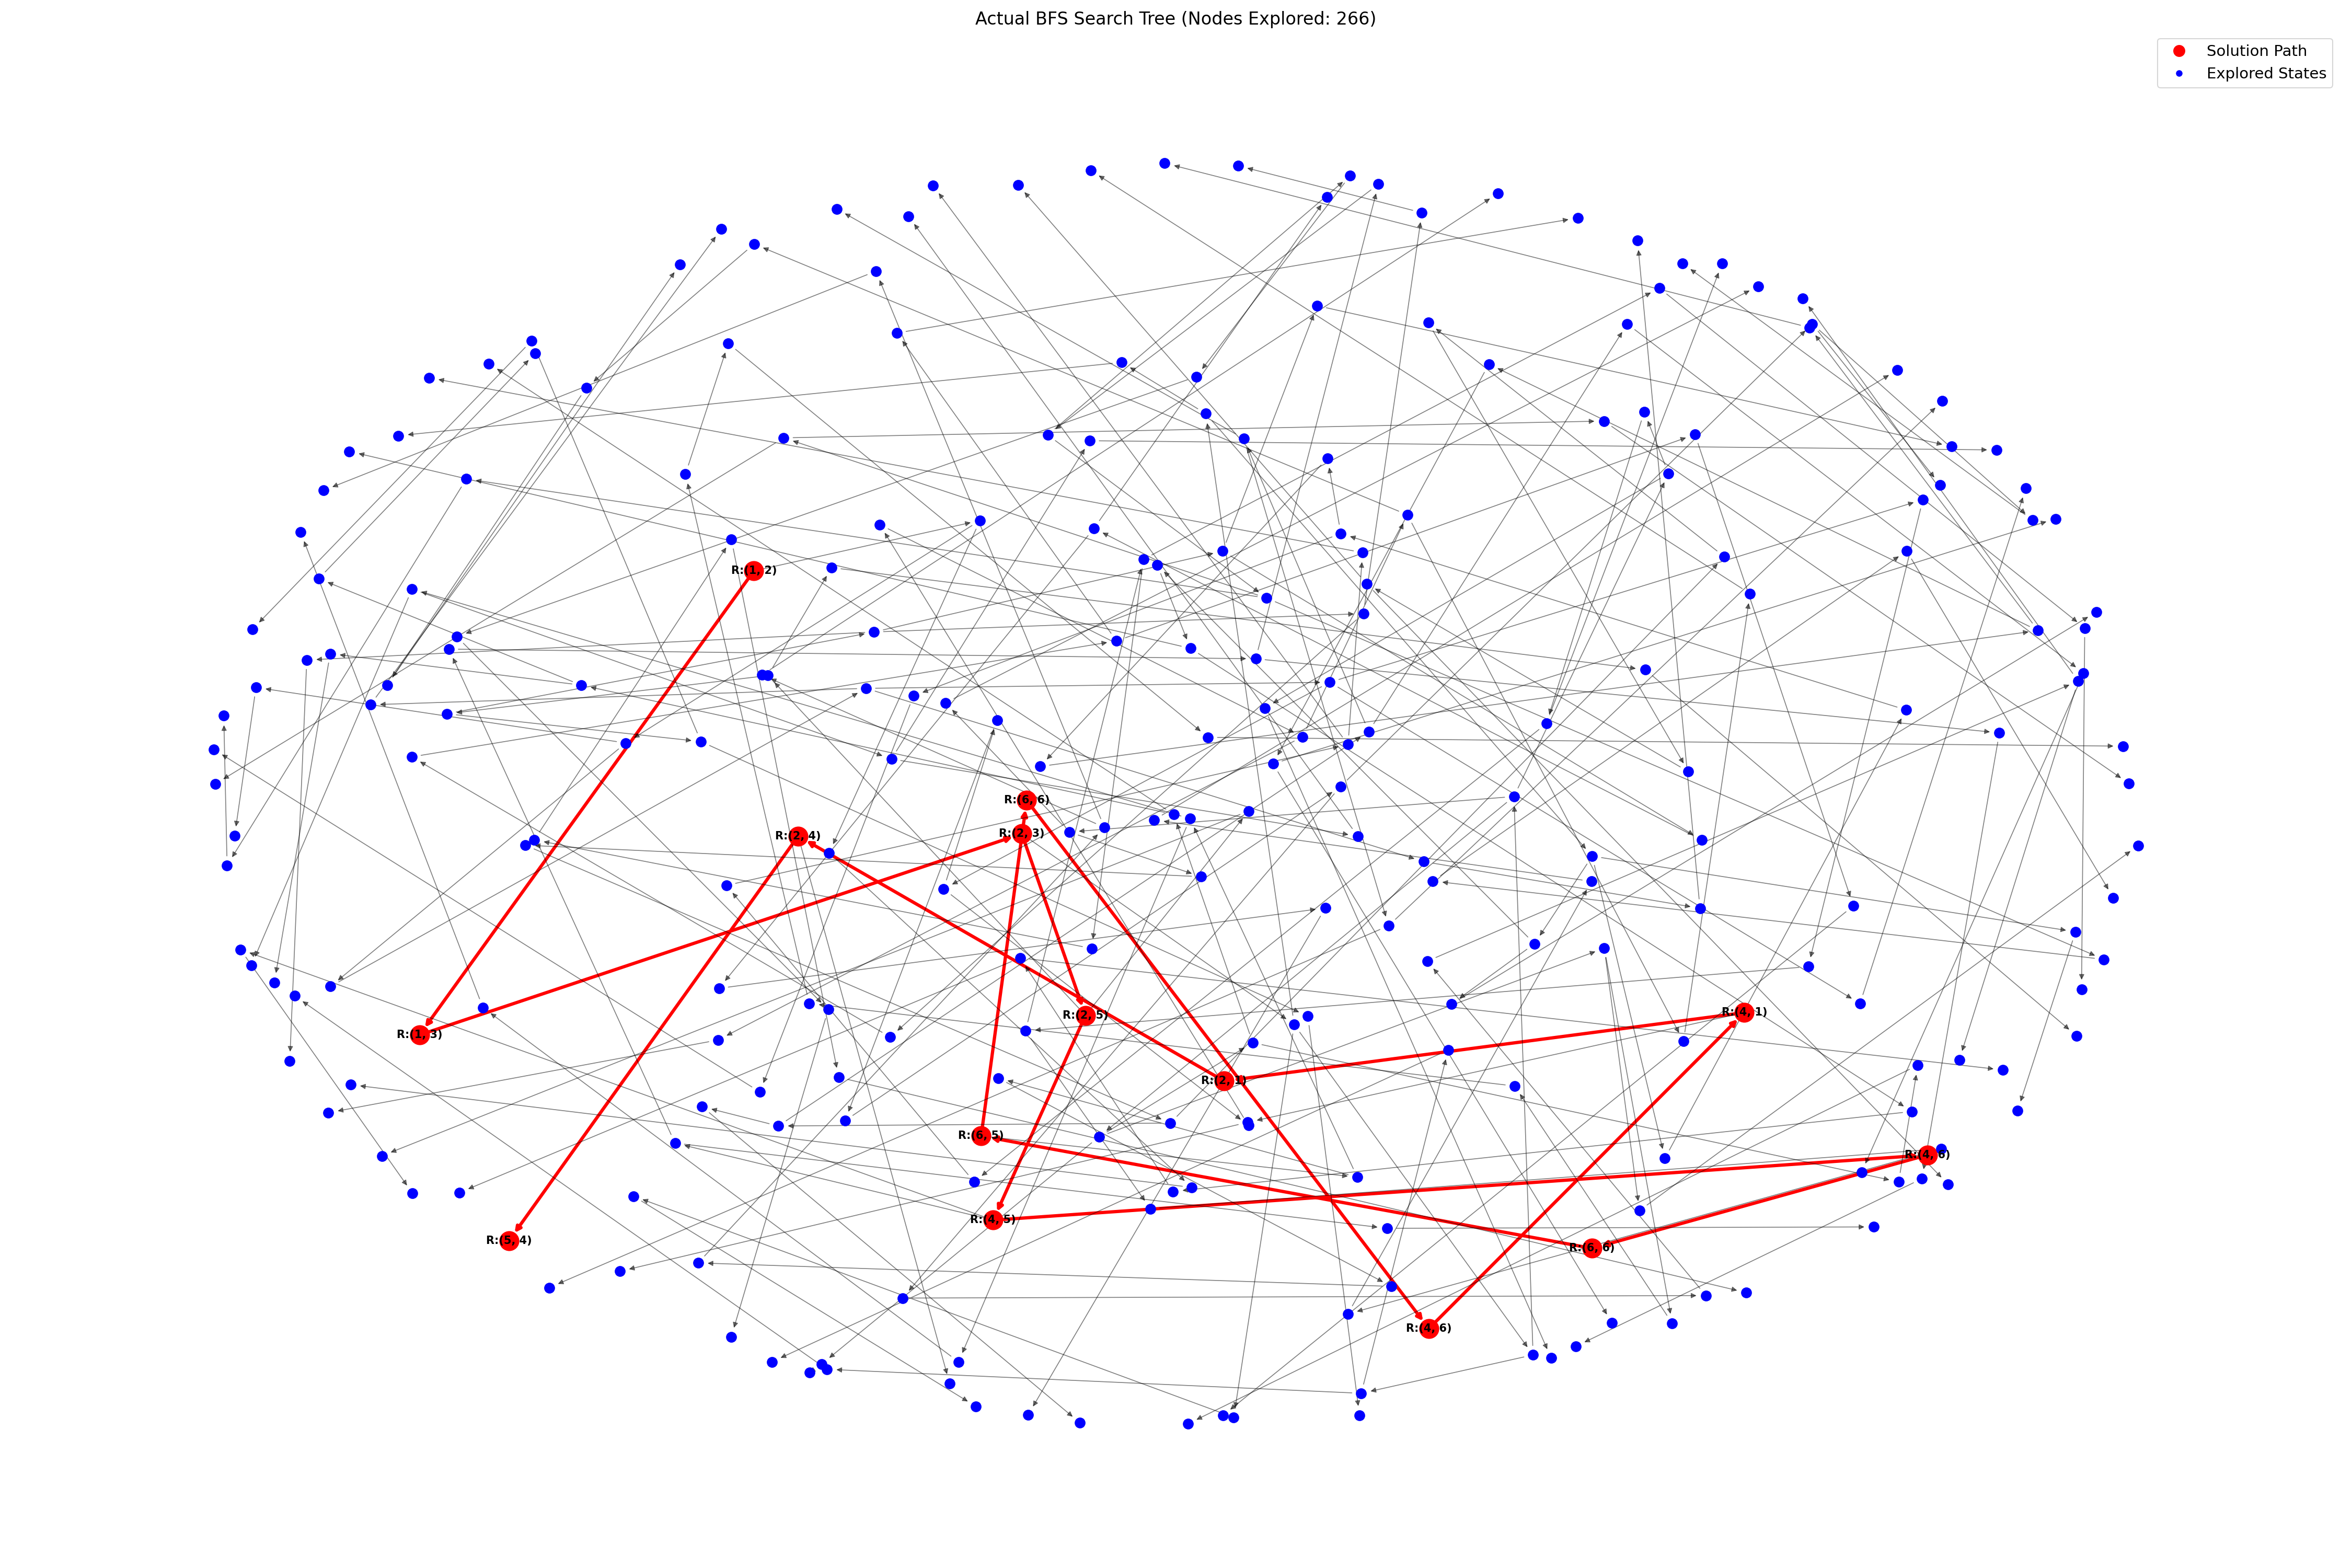 Actual BFS Search Tree (Nodes Explored: 266)
Solution Path
Explored States
R:(1, 2)
R:(6, 6)
R:(2, 3)
R:(2, 4)
R:(4, 1)
R:(2, 5)
R:(1, 3)
R:(2, 1)
R:(6, 5)
R:(4, 6)
R:(4, 5)
R:(5, 4)
R:(6, 6)
R:(4, 6)